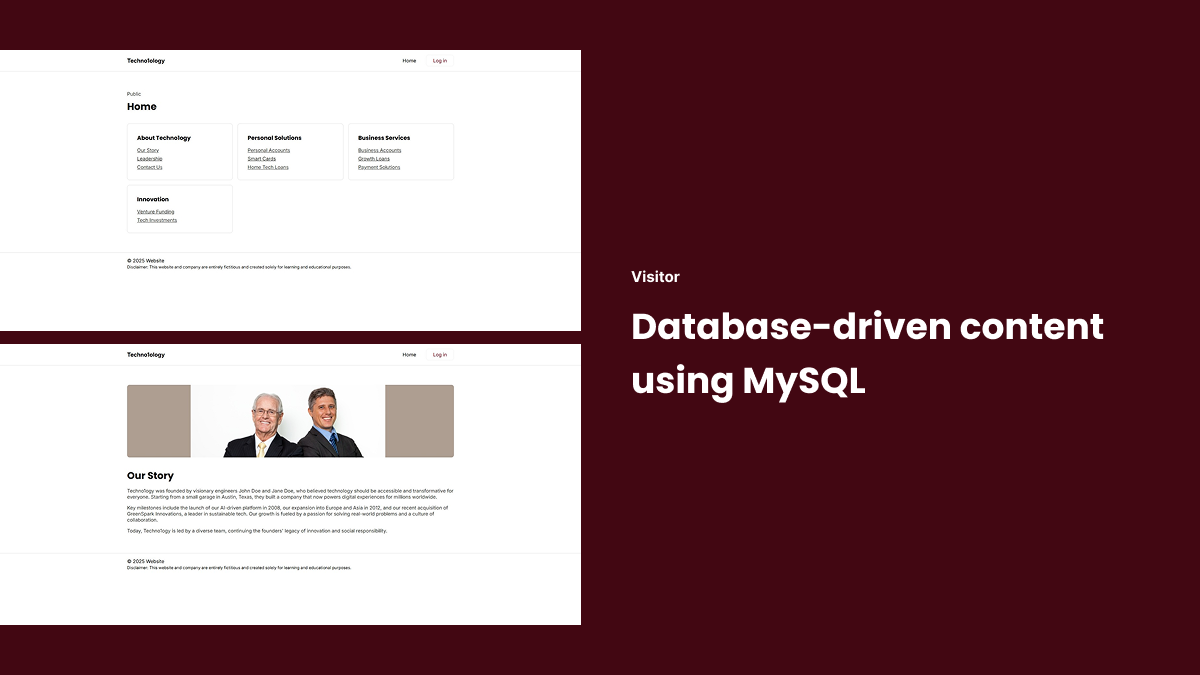 Techno1ology
Home
Log in
Public
Home
About Techno1ogy
Our Story
Leadership
Contact Us
Personal Solutions
Personal Accounts
Smart Cards
Home Tech Loans
Business Services
Business Accounts
Growth Loans
Payment Solutions
Innovation
Venture Funding
Tech Investments
© 2025 Website
Disclaimer: This website and company are entirely fictitious and created solely for learning and educational purposes.
Techno1ology
Home
Log in
Our Story
Techno1ogy was founded by visionary engineers John Doe and Jane Doe, who believed technology should be accessible and transformative for
everyone. Starting from a small garage in Austin, Texas, they built a company that now powers digital experiences for millions worldwide.
Key milestones include the launch of our AI-driven platform in 2008, our expansion into Europe and Asia in 2012, and our recent acquisition of
GreenSpark Innovations, a leader in sustainable tech. Our growth is fueled by a passion for solving real-world problems and a culture of
collaboration.
Today, Techno1ogy is led by a diverse team, continuing the founders' legacy of innovation and social responsibility.
© 2025 Website
Disclaimer: This website and company are entirely fictitious and created solely for learning and educational purposes.
Visitor
Database-driven content
using MySQL